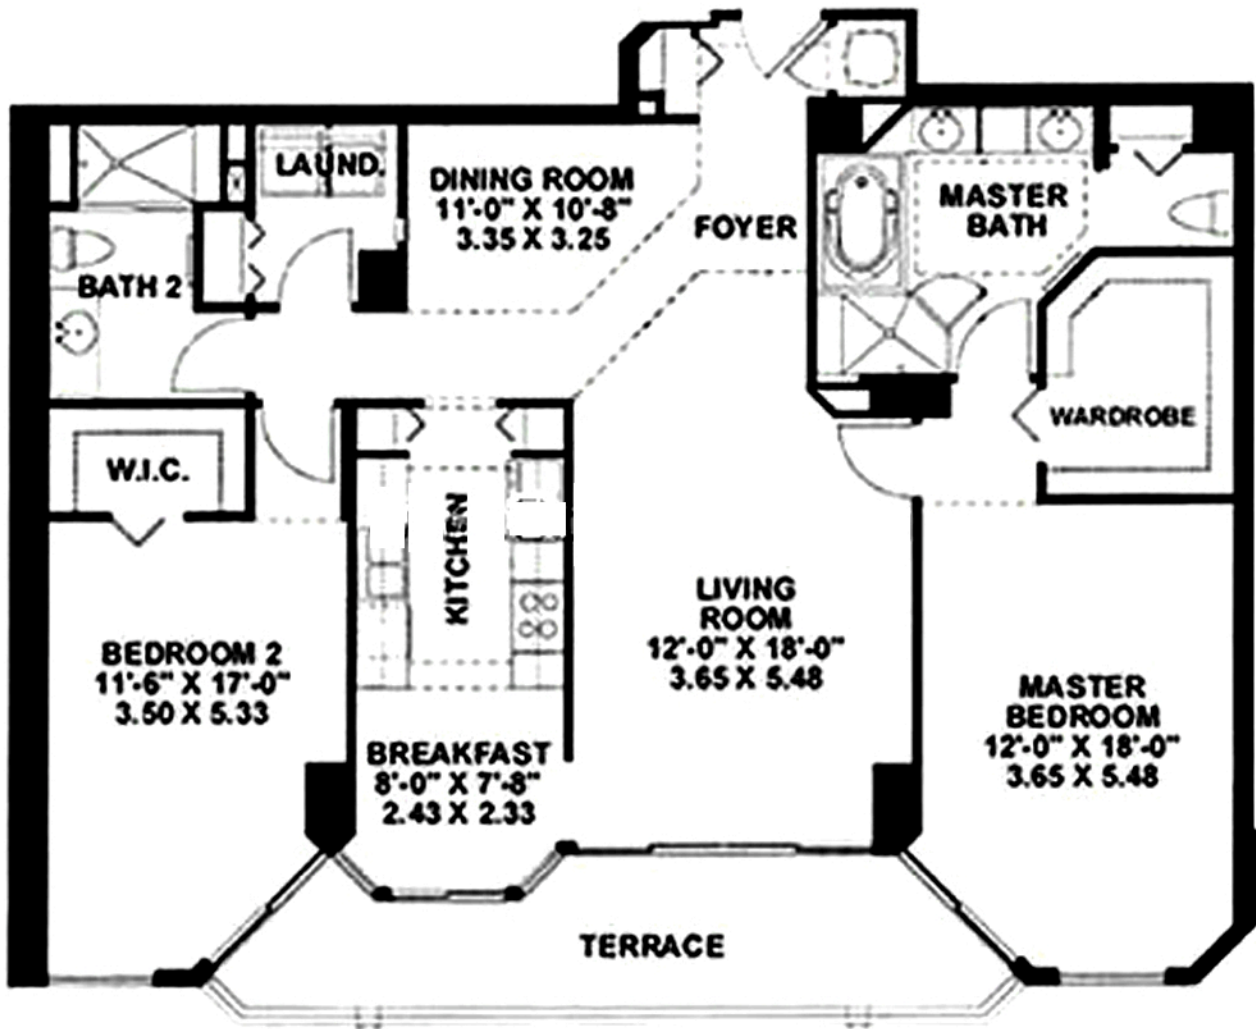 LAUND.
DINING ROOM
11'-0" X 10'-8"
3.35 X 3.25
FOYER
MASTER
BATH
BATH 2
WARDROBE
W.I.C.
KITCHEN
LIVING
ROOM
12'-0" X 18'-0"
3.65 X 5.48
BEDROOM 2
11'-6" X 17'-0"
3.50 X 5.33
MASTER
BEDROOM
12'-0" X 18'-0"
3.65 X 5.48
BREAKFAST
8'-0" X 7'-8"
2.43 X 2.33
TERRACE